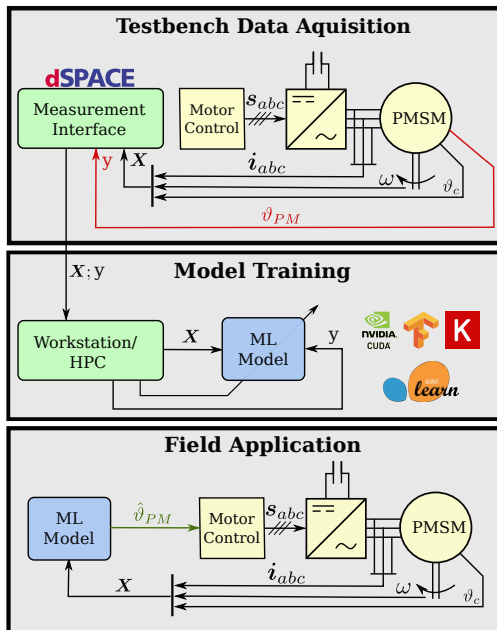 Testbench Data Aquisition
dSPACE
Measurement
Interface
Motor
Control
s_abc
PMSM
X
y
i_abc
ω
ϑ_c
ϑ_PM
X; y
Model Training
Workstation/
HPC
X
ML
Model
y
NVIDIA
CUDA
K
scikit
learn
Field Application
ML
Model
ϑ̂_PM
Motor
Control
s_abc
PMSM
X
i_abc
ω
ϑ_c